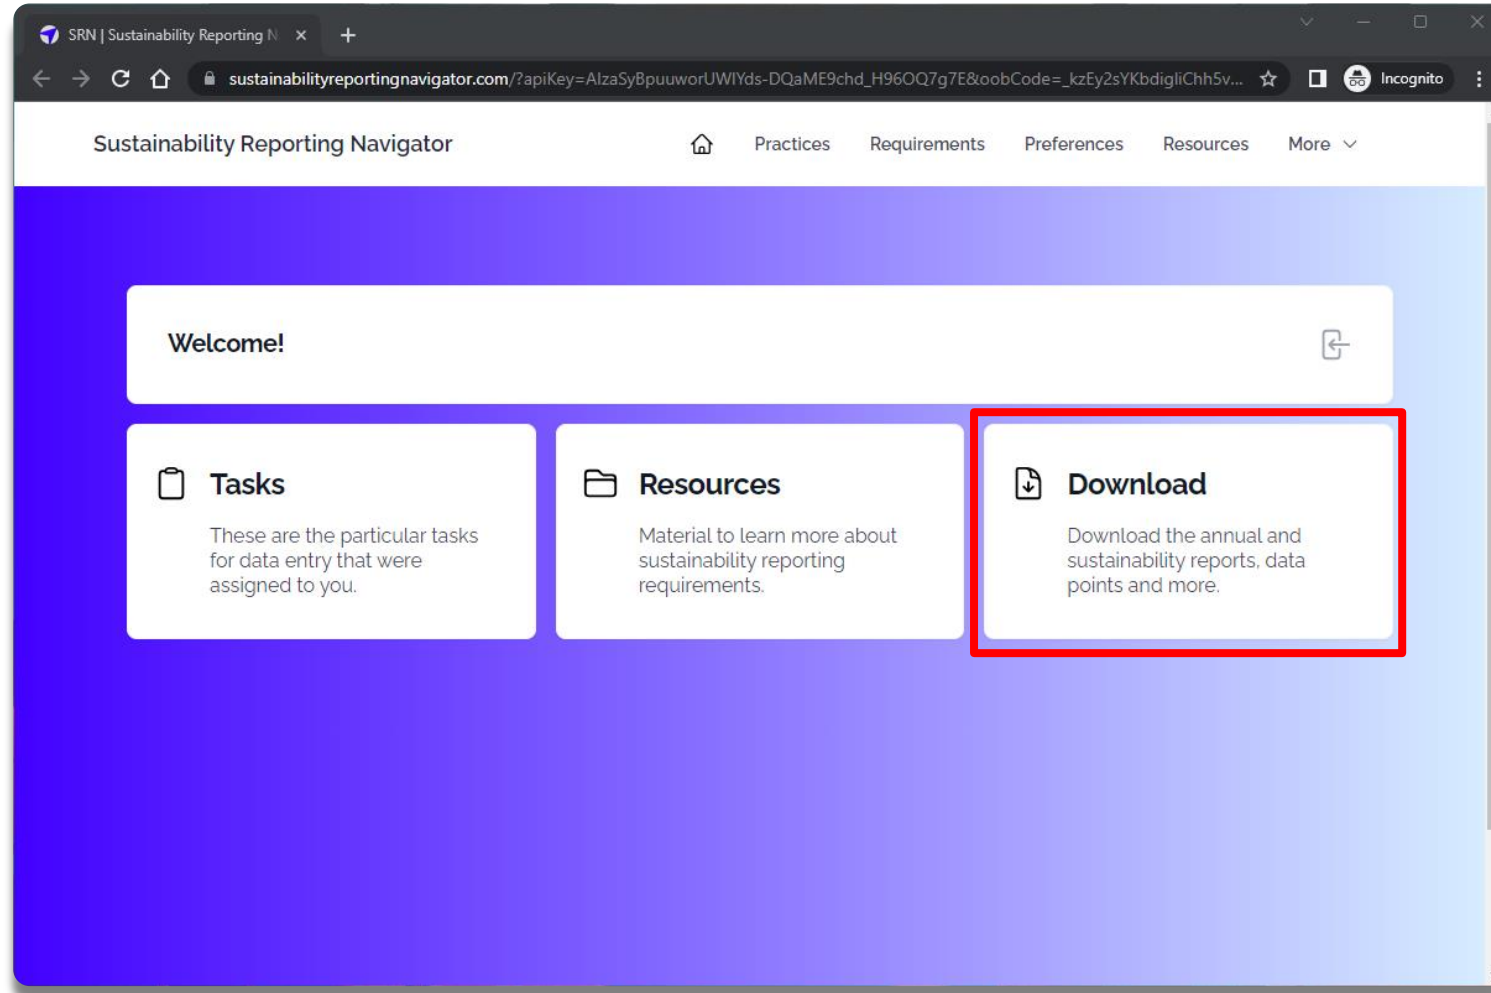 SRN | Sustainability Reporting N
sustainabilityreportingnavigator.com/?apiKey=AIzaSyBpuuworUWIYds-DQaME9chd_H96OQ7g7E&oobCode=_kzEy2sYKbdigliChh5v...
Incognito
Sustainability Reporting Navigator
Practices
Requirements
Preferences
Resources
More
Welcome!
Tasks
These are the particular tasks
for data entry that were
assigned to you.
Resources
Material to learn more about
sustainability reporting
requirements.
Download
Download the annual and
sustainability reports, data
points and more.